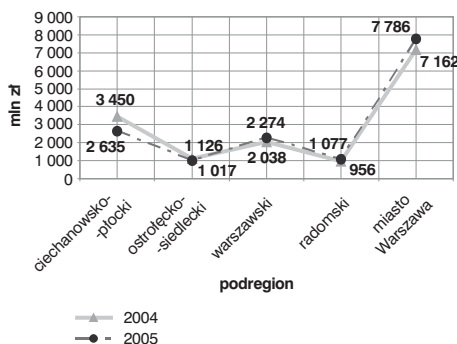 9 000
8 000
7 000
6 000
5 000
4 000
3 000
2 000
1 000
0
mln zł
3 450
2 635
1 126
1 017
2 274
2 038
1 077
956
7 786
7 162
ciechanowsko-
-płocki
ostrołęcko-
-siedlecki
warszawski
radomski
miasto
Warszawa
podregion
2004
2005